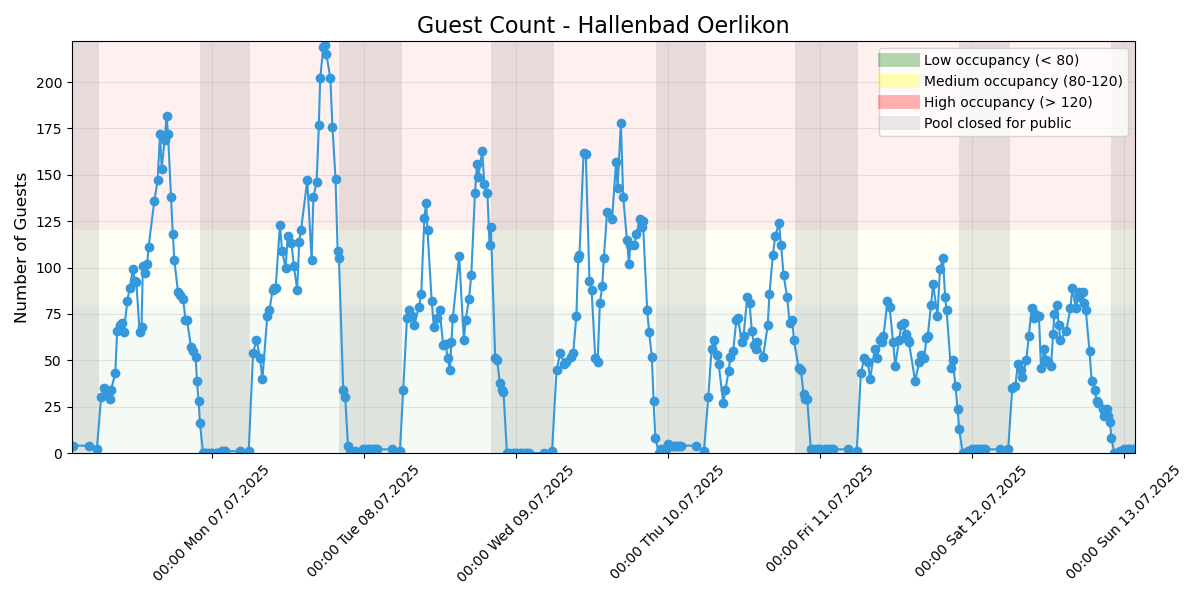 Guest Count - Hallenbad Oerlikon
Number of Guests
200
175
150
125
100
75
50
25
0
Low occupancy (< 80)
Medium occupancy (80-120)
High occupancy (> 120)
Pool closed for public
00:00 Mon 07.07.2025
00:00 Tue 08.07.2025
00:00 Wed 09.07.2025
00:00 Thu 10.07.2025
00:00 Fri 11.07.2025
00:00 Sat 12.07.2025
00:00 Sun 13.07.2025